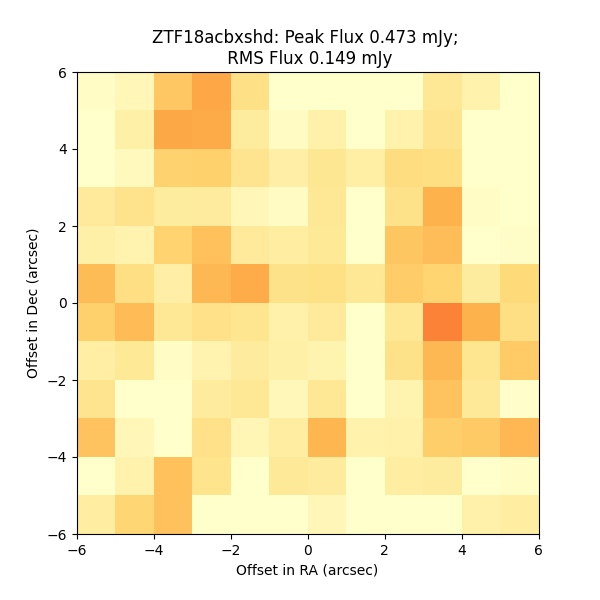 ZTF18acbxshd: Peak Flux 0.473 mJy;
RMS Flux 0.149 mJy
6
4
2
0
−2
−4
−6
Offset in Dec (arcsec)
−6 −4 −2 0 2 4 6
Offset in RA (arcsec)